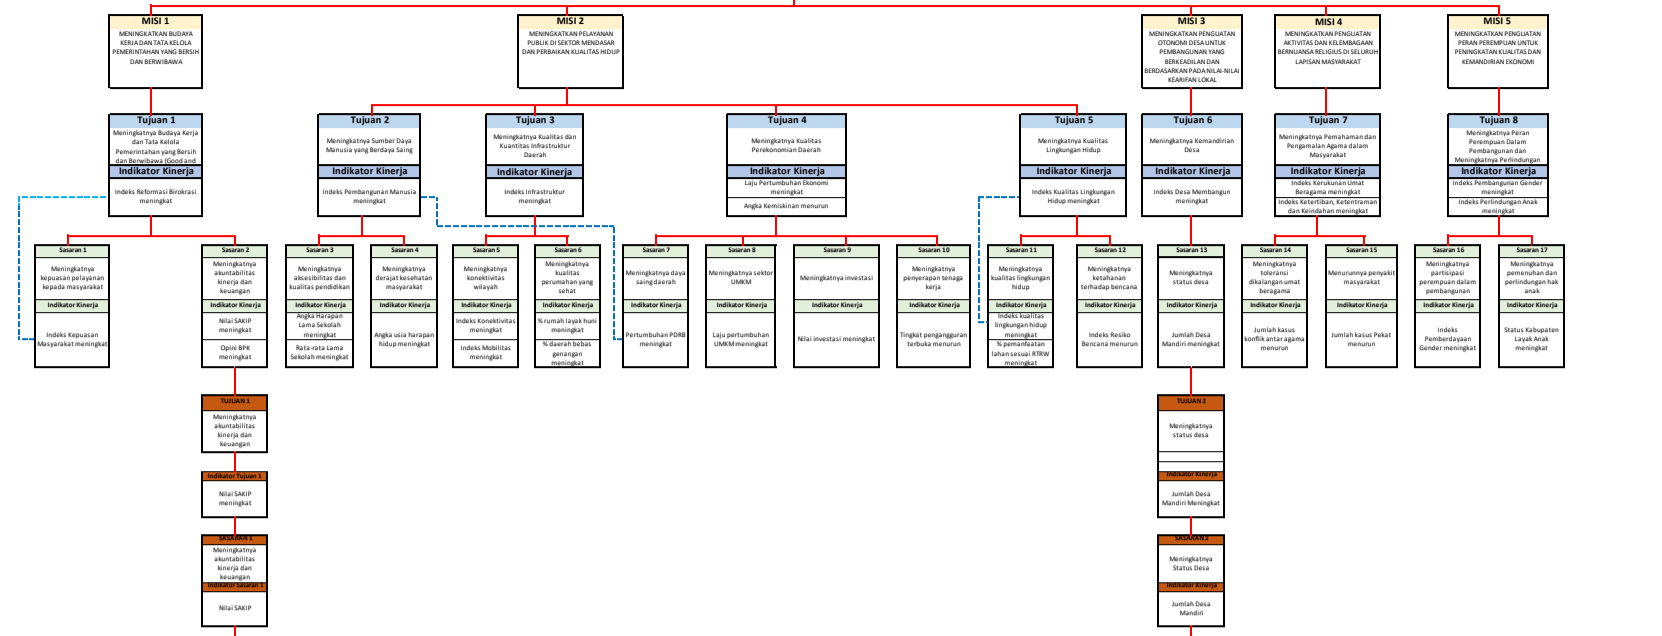 MISI 1
MENINGKATKAN BUDAYA
KERJA DAN TATA KELOLA
PEMERINTAHAN YANG BERSIH
DAN BERWIBAWA
MISI 2
MENINGKATKAN PELAYANAN
PUBLIK DI SEKTOR MENDASAR
DAN PERBAIKAN KUALITAS HIDUP
MISI 3
MENINGKATKAN PENGUATAN
OTONOMI DESA UNTUK
PEMBANGUNAN YANG
BERKEADILAN DAN
BERDASARKAN PADA NILAI-NILAI
KEARIFAN LOKAL
MISI 4
MENINGKATKAN PENGUATAN
AKTIVITAS DAN KELEMBAGAAN
BERNUANSA RELIGIUS DI SELURUH
LAPISAN MASYARAKAT
MISI 5
MENINGKATKAN PENGUATAN
PERAN PEREMPUAN UNTUK
PENINGKATAN KUALITAS DAN
KEMANDIRIAN EKONOMI
Tujuan 1
Meningkatnya Budaya Kerja
dan Tata Kelola
Pemerintahan yang Bersih
dan Berwibawa (Good and
Indikator Kinerja
Indeks Reformasi Birokrasi
meningkat
Tujuan 2
Meningkatnya Sumber Daya
Manusia yang Berdaya Saing
Indikator Kinerja
Indeks Pembangunan Manusia
meningkat
Tujuan 3
Meningkatnya Kualitas dan
Kuantitas Infrastruktur
Daerah
Indikator Kinerja
Indeks Infrastruktur
meningkat
Tujuan 4
Meningkatnya Kualitas
Perekonomian Daerah
Indikator Kinerja
Laju Pertumbuhan Ekonomi
meningkat
Angka Kemiskinan menurun
Tujuan 5
Meningkatnya Kualitas
Lingkungan Hidup
Indikator Kinerja
Indeks Kualitas Lingkungan
Hidup meningkat
Tujuan 6
Meningkatnya Kemandirian
Desa
Indikator Kinerja
Indeks Desa Membangun
meningkat
Tujuan 7
Meningkatnya Pemahaman dan
Pengamalan Agama dalam
Masyarakat
Indikator Kinerja
Indeks Kerukunan Umat
Beragama meningkat
Indeks Ketertiban, Ketentraman
dan Keindahan meningkat
Tujuan 8
Meningkatnya Peran
Perempuan Dalam
Pembangunan dan
Meningkatnya Perlindungan
Indikator Kinerja
Indeks Pembangunan Gender
meningkat
Indeks Perlindungan Anak
meningkat
Sasaran 1
Meningkatnya
kepuasan pelayanan
kepada masyarakat
Indikator Kinerja
Indeks Kepuasan
Masyarakat meningkat
Sasaran 2
Meningkatnya
akuntabilitas
kinerja dan
keuangan
Indikator Kinerja
Nilai SAKIP
meningkat
Opini BPK
meningkat
Sasaran 3
Meningkatnya
aksesibilitas dan
kualitas pendidikan
Indikator Kinerja
Angka Harapan
Lama Sekolah
meningkat
Rata-rata Lama
Sekolah meningkat
Sasaran 4
Meningkatnya
derajat kesehatan
masyarakat
Indikator Kinerja
Angka usia harapan
hidup meningkat
Sasaran 5
Meningkatnya
konektivitas
wilayah
Indikator Kinerja
Indeks Konektivitas
meningkat
Indeks Mobilitas
meningkat
Sasaran 6
Meningkatnya
kualitas
perumahan yang
sehat
Indikator Kinerja
% rumah layak huni
meningkat
% daerah bebas
genangan
meningkat
Sasaran 7
Meningkatnya daya
saing daerah
Indikator Kinerja
Pertumbuhan PDRB
meningkat
Sasaran 8
Meningkatnya sektor
UMKM
Indikator Kinerja
Laju pertumbuhan
UMKM meningkat
Sasaran 9
Meningkatnya investasi
Indikator Kinerja
Nilai investasi meningkat
Sasaran 10
Meningkatnya
penyerapan tenaga
kerja
Indikator Kinerja
Tingkat pengangguran
terbuka menurun
Sasaran 11
Meningkatnya
kualitas lingkungan
hidup
Indikator Kinerja
Indeks kualitas
lingkungan hidup
meningkat
% pemanfaatan
lahan sesuai RTRW
meningkat
Sasaran 12
Meningkatnya
ketahanan
terhadap bencana
Indikator Kinerja
Indeks Resiko
Bencana menurun
Sasaran 13
Meningkatnya
status desa
Indikator Kinerja
Jumlah Desa
Mandiri meningkat
Sasaran 14
Meningkatnya
toleransi
dikalangan umat
beragama
Indikator Kinerja
Jumlah kasus
konflik antar agama
menurun
Sasaran 15
Menurunnya penyakit
masyarakat
Indikator Kinerja
Jumlah kasus Pekat
menurun
Sasaran 16
Meningkatnya
partisipasi
perempuan dalam
pembangunan
Indikator Kinerja
Indeks
Pemberdayaan
Gender meningkat
Sasaran 17
Meningkatnya
pemenuhan dan
perlindungan hak
anak
Indikator Kinerja
Status Kabupaten
Layak Anak
meningkat
TUJUAN 1
Meningkatnya
akuntabilitas
kinerja dan
keuangan
Indikator Tujuan 1
Nilai SAKIP
meningkat
SASARAN 1
Meningkatnya
akuntabilitas
kinerja dan
keuangan
Indikator Sasaran 1
Nilai SAKIP
TUJUAN 2
Meningkatnya
status desa
Indikator Kinerja
Jumlah Desa
Mandiri Meningkat
SASARAN 2
Meningkatnya
Status Desa
Indikator Kinerja
Jumlah Desa
Mandiri